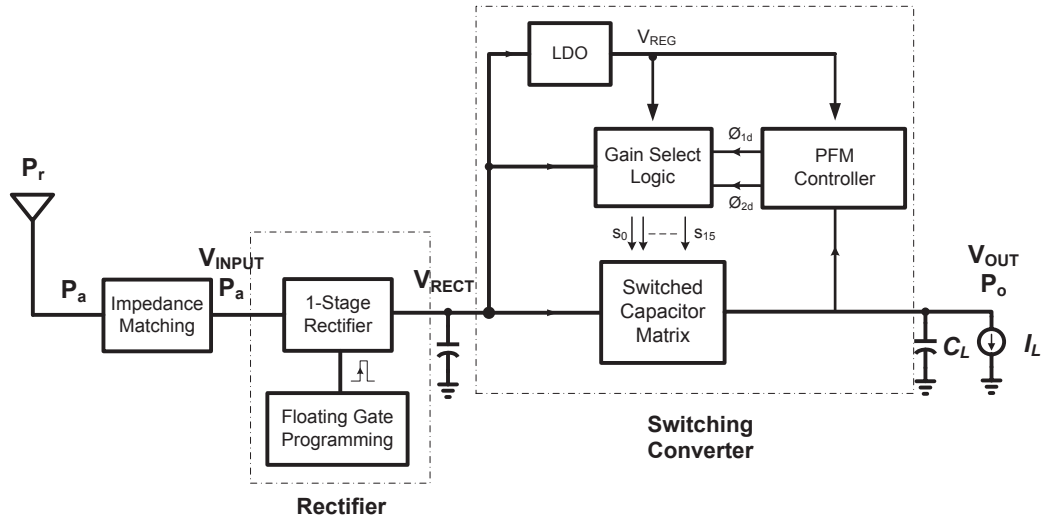 LDO
VREG
Gain Select
Logic
Ø1d
Ø2d
PFM
Controller
Pr
s0
s15
VINPUT
Pa
Pa
Impedance
Matching
1-Stage
Rectifier
VRECT
Switched
Capacitor
Matrix
VOUT
Po
CL
IL
Floating Gate
Programming
Switching
Converter
Rectifier